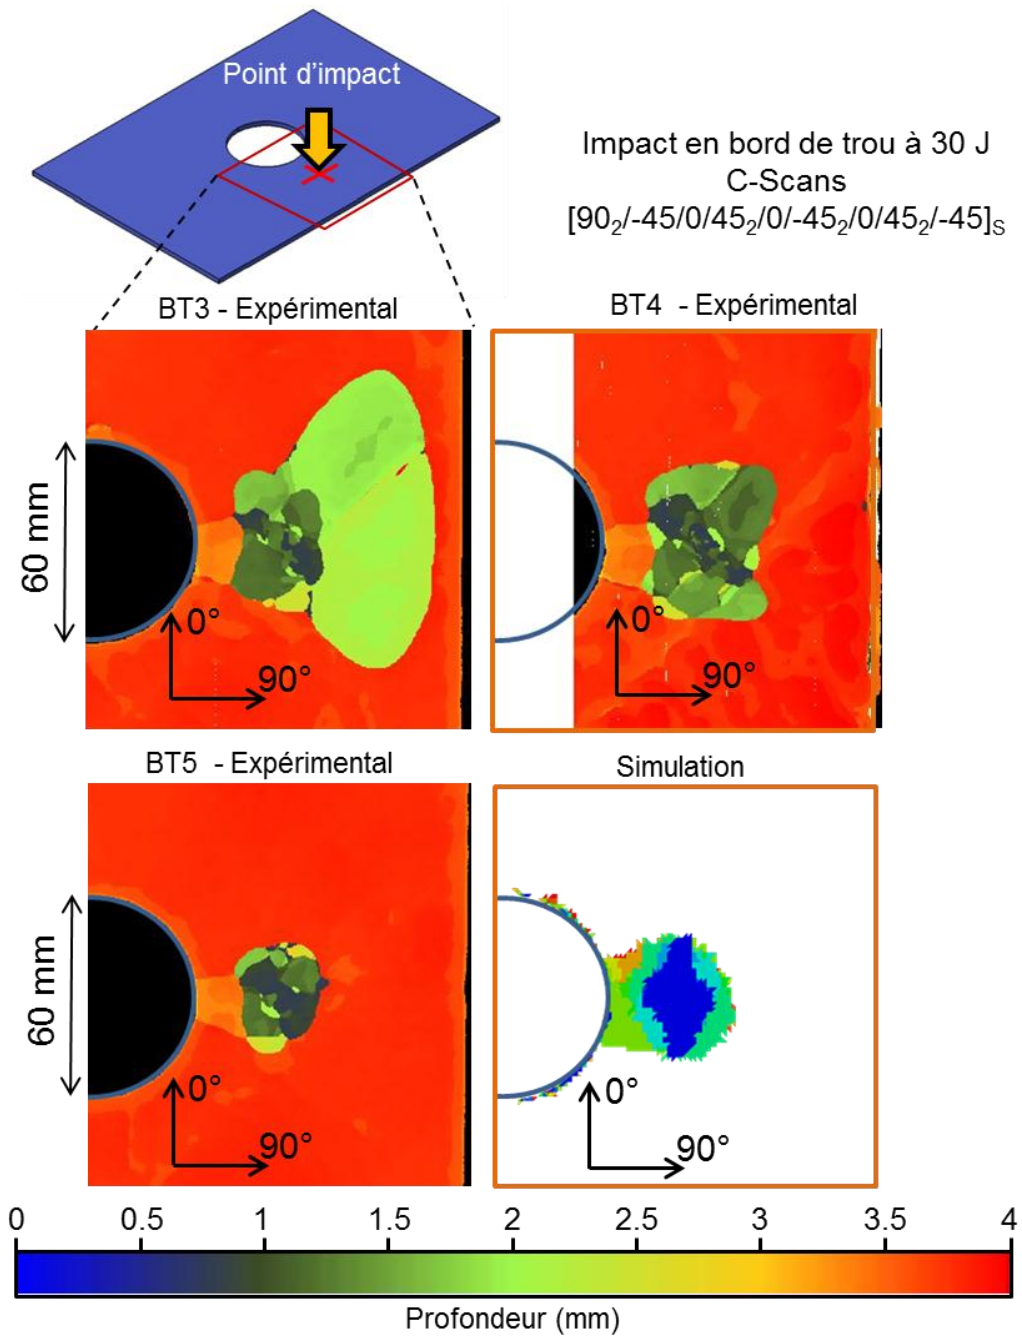 Point d'impact
Impact en bord de trou à 30 J
C-Scans
[90₂/-45/0/45₂/0/-45₂/0/45₂/-45]ₛ
BT3 - Expérimental
BT4 - Expérimental
60 mm
0°
90°
0°
90°
BT5 - Expérimental
Simulation
60 mm
0°
90°
0°
90°
0 0.5 1 1.5 2 2.5 3 3.5 4
Profondeur (mm)